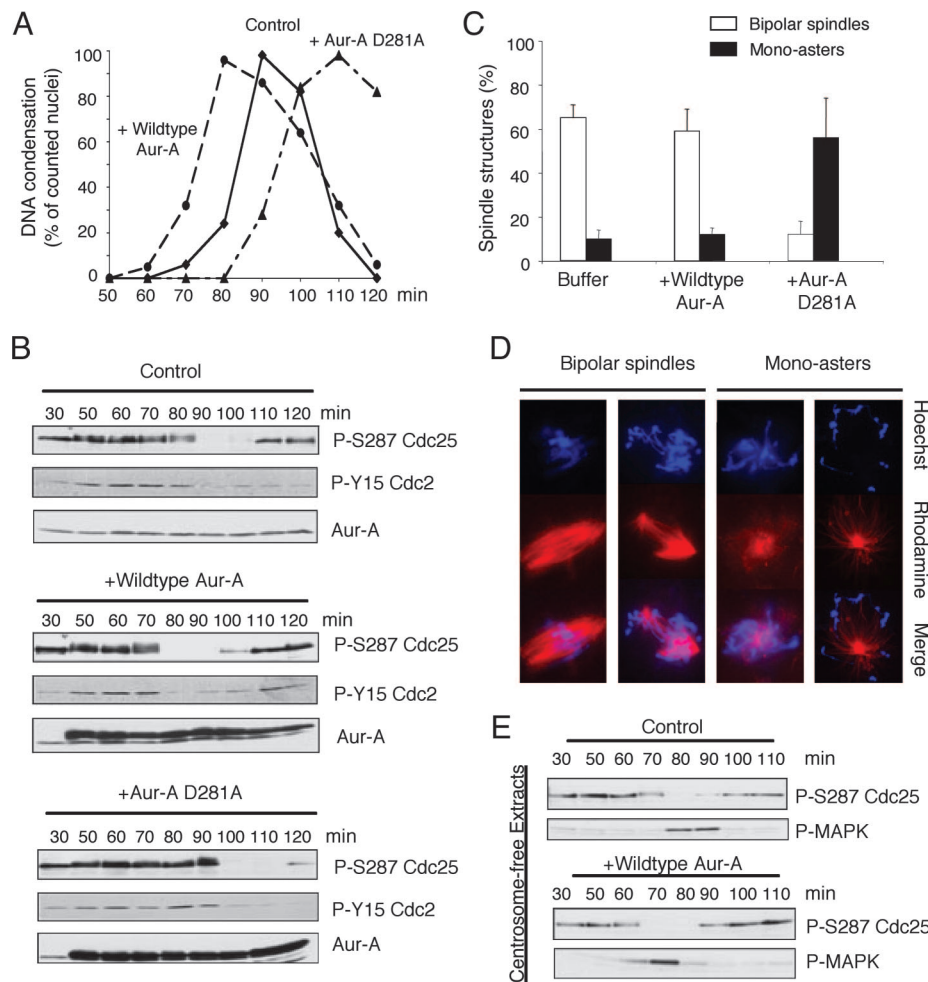 A
Control
+ Aur-A D281A
+ Wildtype
Aur-A
DNA condensation
(% of counted nuclei)
100
80
60
40
20
0
50 60 70 80 90 100 110 120 min
B
Control
30 50 60 70 80 90 100 110 120 min
P-S287 Cdc25
P-Y15 Cdc2
Aur-A
+Wildtype Aur-A
30 50 60 70 80 90 100 110 120 min
P-S287 Cdc25
P-Y15 Cdc2
Aur-A
+Aur-A D281A
30 50 60 70 80 90 100 110 120 min
P-S287 Cdc25
P-Y15 Cdc2
Aur-A
C
Bipolar spindles
Mono-asters
Spindle structures (%)
100
80
60
40
20
0
Buffer
+Wildtype
Aur-A
+Aur-A
D281A
D
Bipolar spindles Mono-asters
Hoechst
Rhodamine
Merge
E
Centrosome-free Extracts
Control
30 50 60 70 80 90 100 110 min
P-S287 Cdc25
P-MAPK
+Wildtype Aur-A
30 50 60 70 80 90 100 110 min
P-S287 Cdc25
P-MAPK